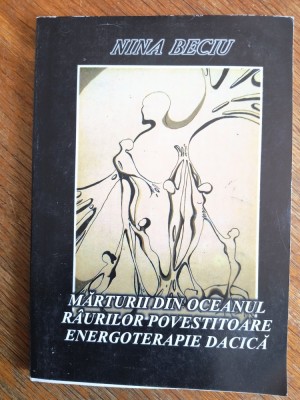 NINA BECIU
MĂRTURII DIN OCEANUL
RÂURILOR POVESTITOARE
ENERGOTERAPIE DACICĂ